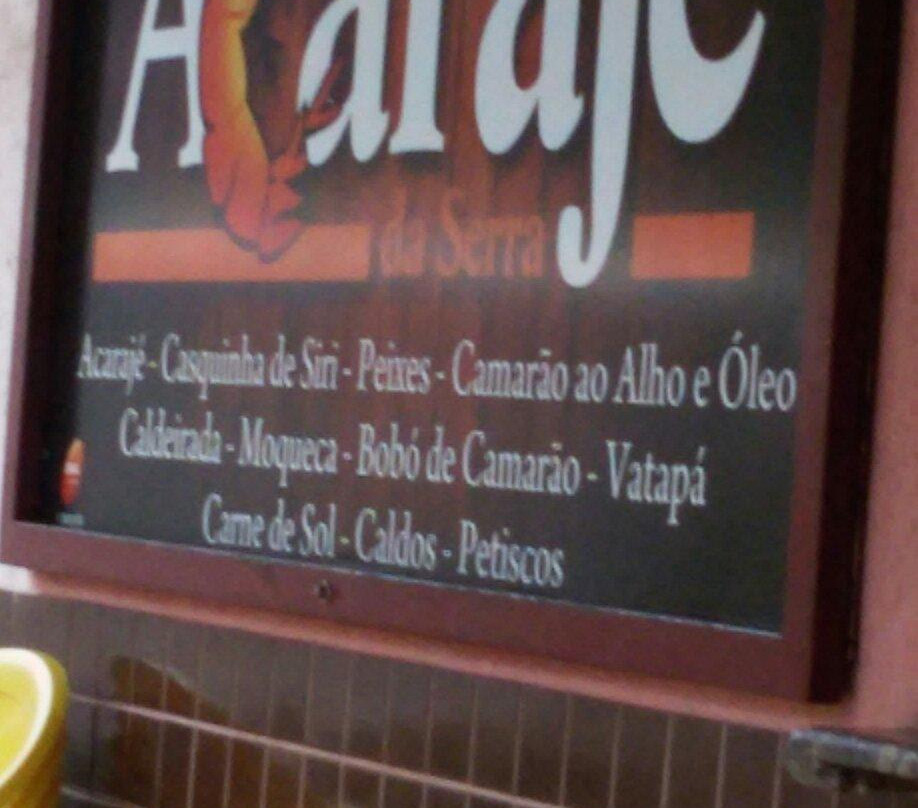 Acarajé
da Serra
Acarajé - Casquinha de Siri - Peixes - Camarão ao Alho e Óleo
Caldeirada - Moqueca - Bobó de Camarão - Vatapá
Carne de Sol - Caldos - Petiscos